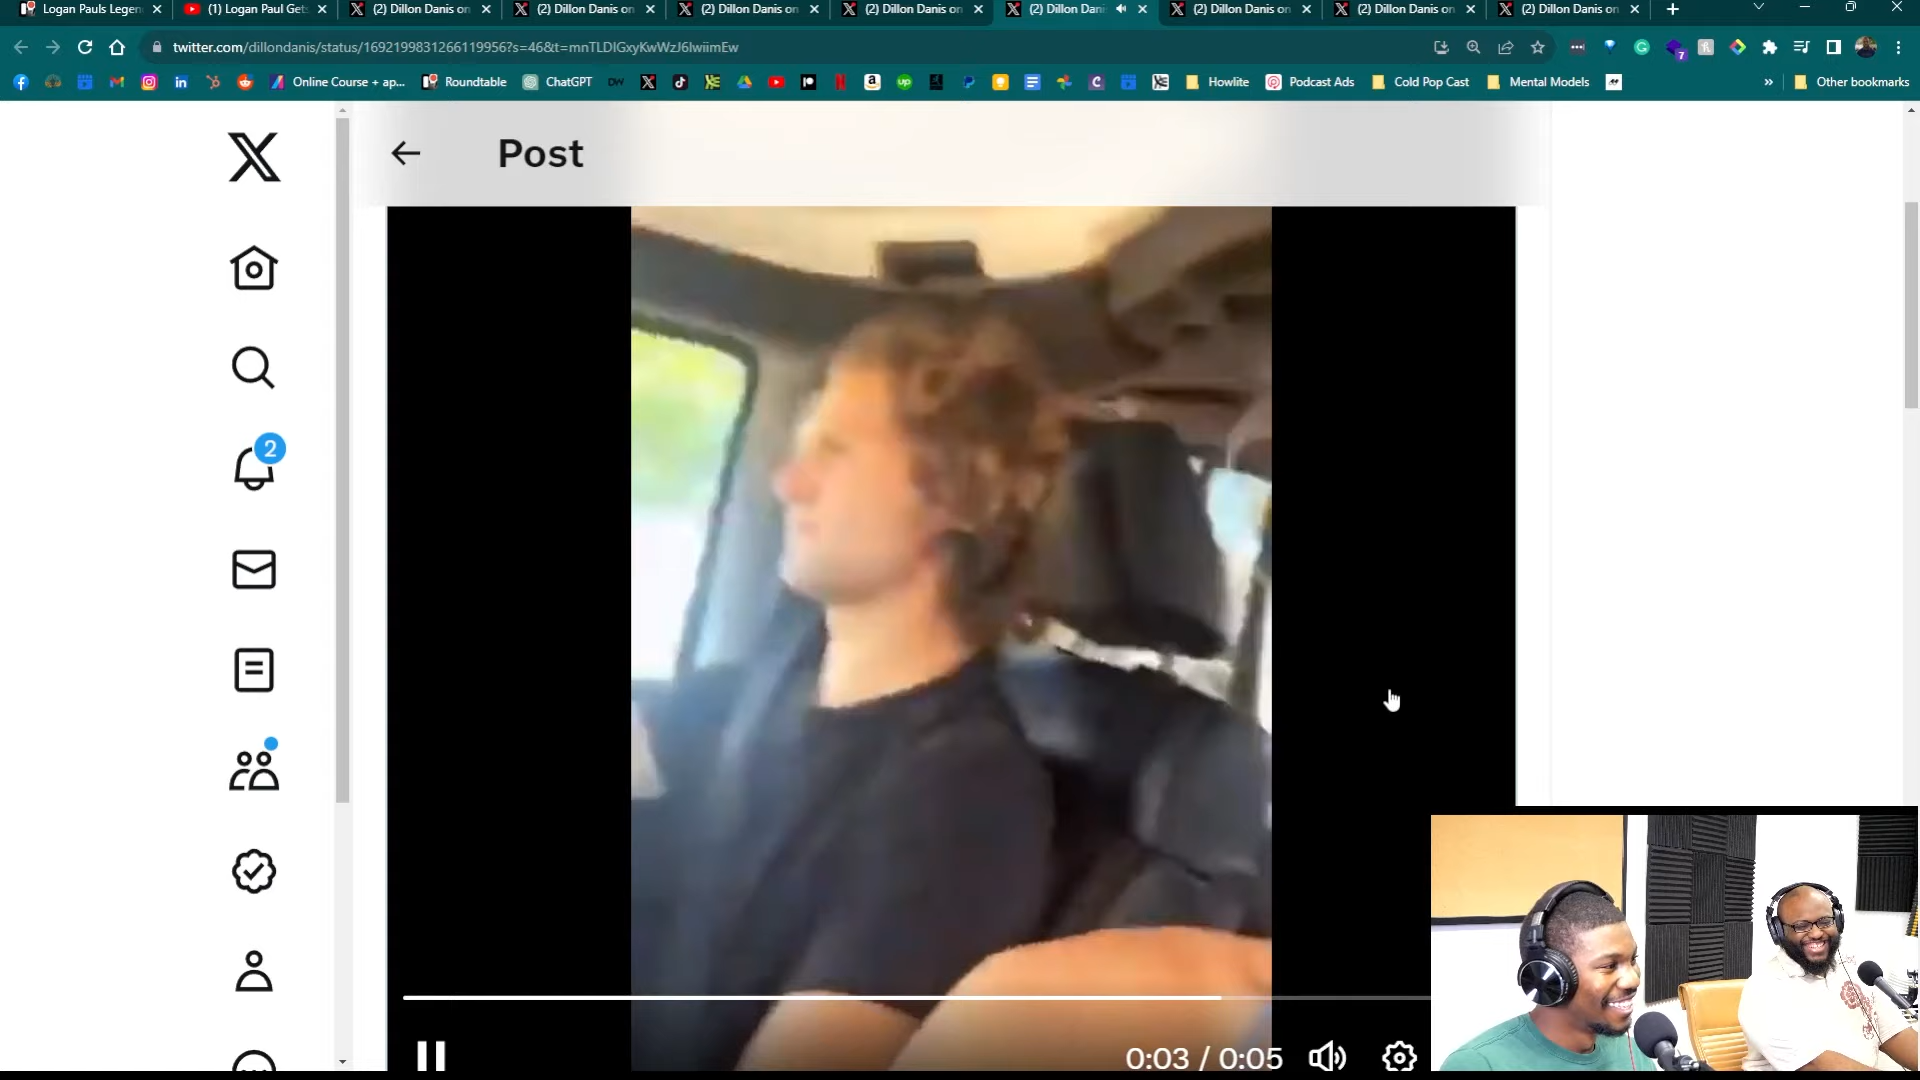 Logan Pauls Legen
(1) Logan Paul Get
(2) Dillon Danis on
(2) Dillon Danis on
(2) Dillon Danis on
(2) Dillon Danis on
(2) Dillon Danis
(2) Dillon Danis on
(2) Dillon Danis on
(2) Dillon Danis on
twitter.com/dillondanis/status/1692199831266119956?s=46&t=mnTLDIGxyKwWzJ6lwiimEw
7
Online Course + ap...
Roundtable
ChatGPT
DW
Howlite
Podcast Ads
Cold Pop Cast
Mental Models
»
Other bookmarks
Post
2
0:03 / 0:05